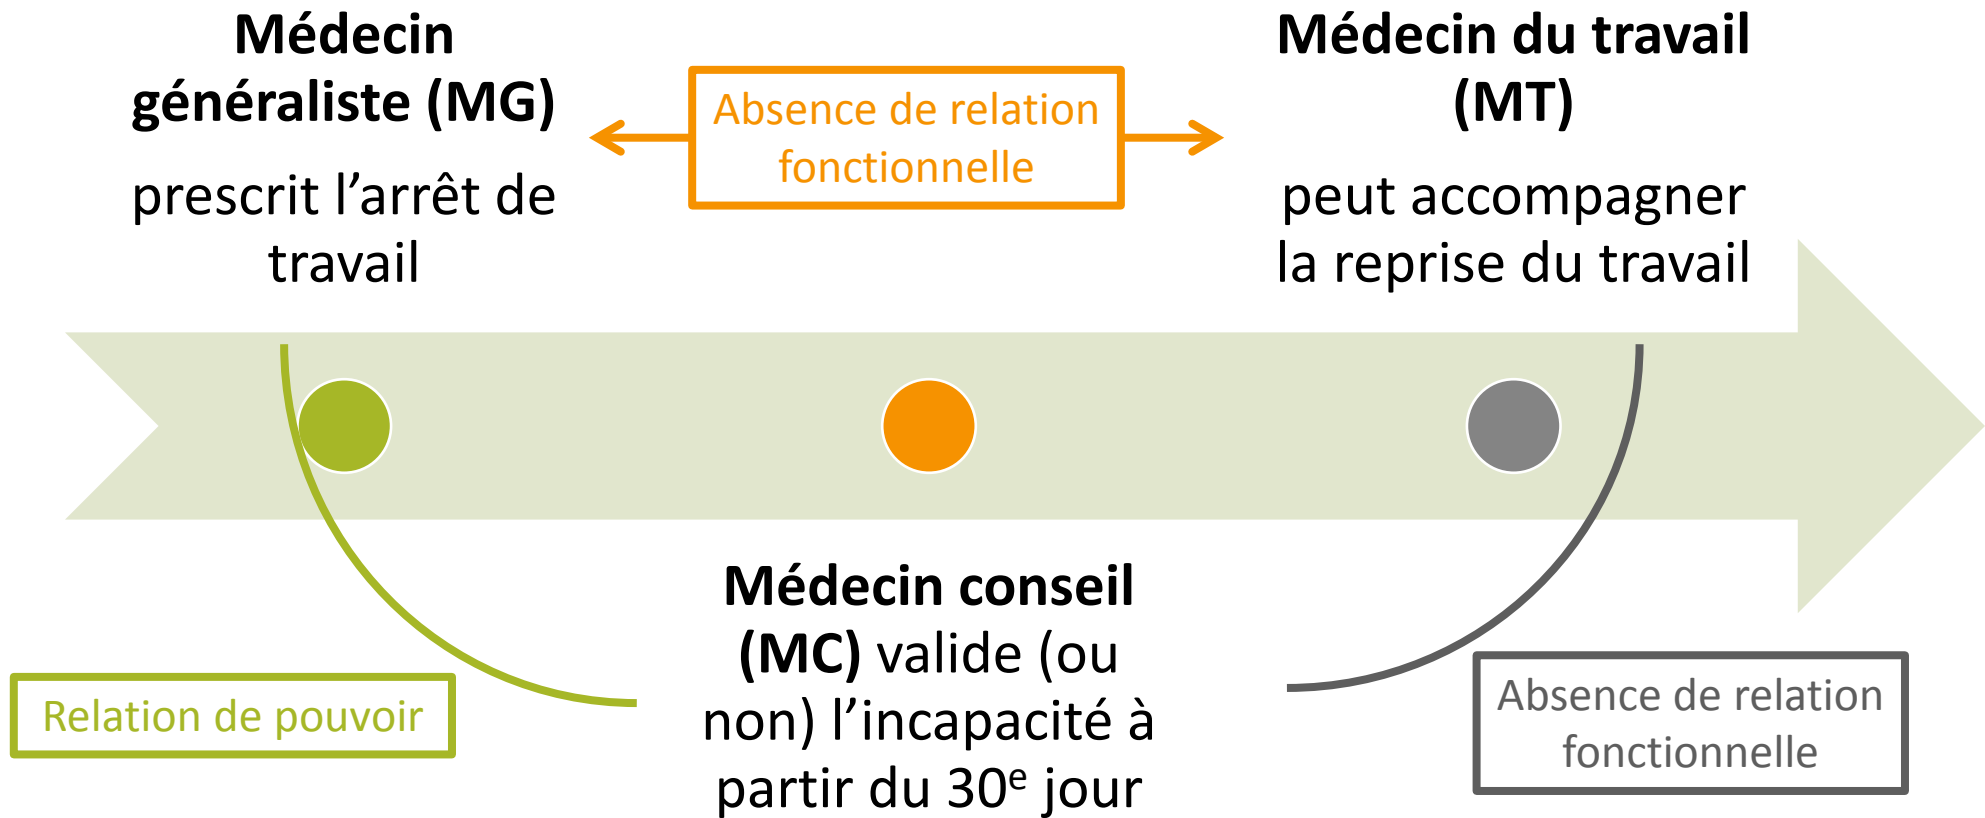 Médecin
généraliste (MG)
prescrit l’arrêt de
travail
Absence de relation
fonctionnelle
Médecin du travail
(MT)
peut accompagner
la reprise du travail
Relation de pouvoir
Médecin conseil
(MC) valide (ou
non) l’incapacité à
partir du 30ᵉ jour
Absence de relation
fonctionnelle